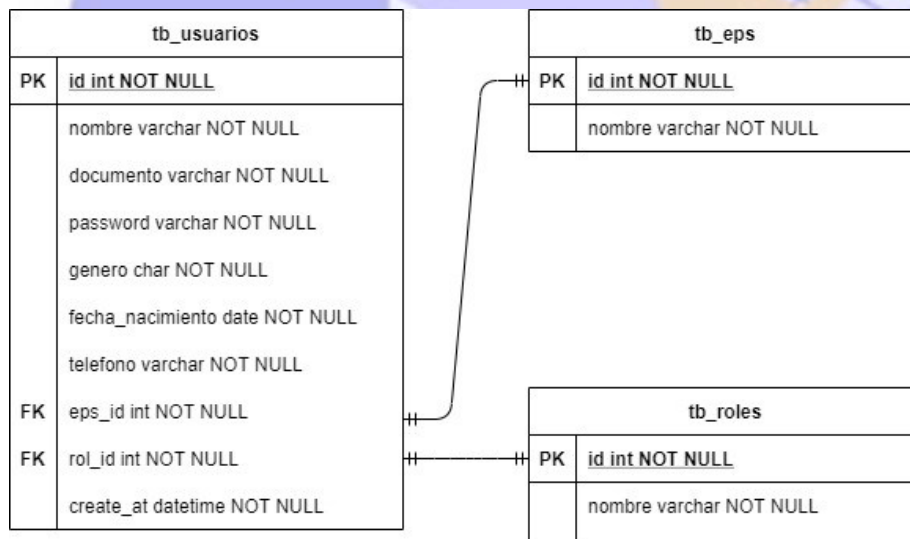 tb_usuarios
PK id int NOT NULL
nombre varchar NOT NULL
documento varchar NOT NULL
password varchar NOT NULL
genero char NOT NULL
fecha_nacimiento date NOT NULL
telefono varchar NOT NULL
FK eps_id int NOT NULL
FK rol_id int NOT NULL
create_at datetime NOT NULL
tb_eps
PK id int NOT NULL
nombre varchar NOT NULL
tb_roles
PK id int NOT NULL
nombre varchar NOT NULL